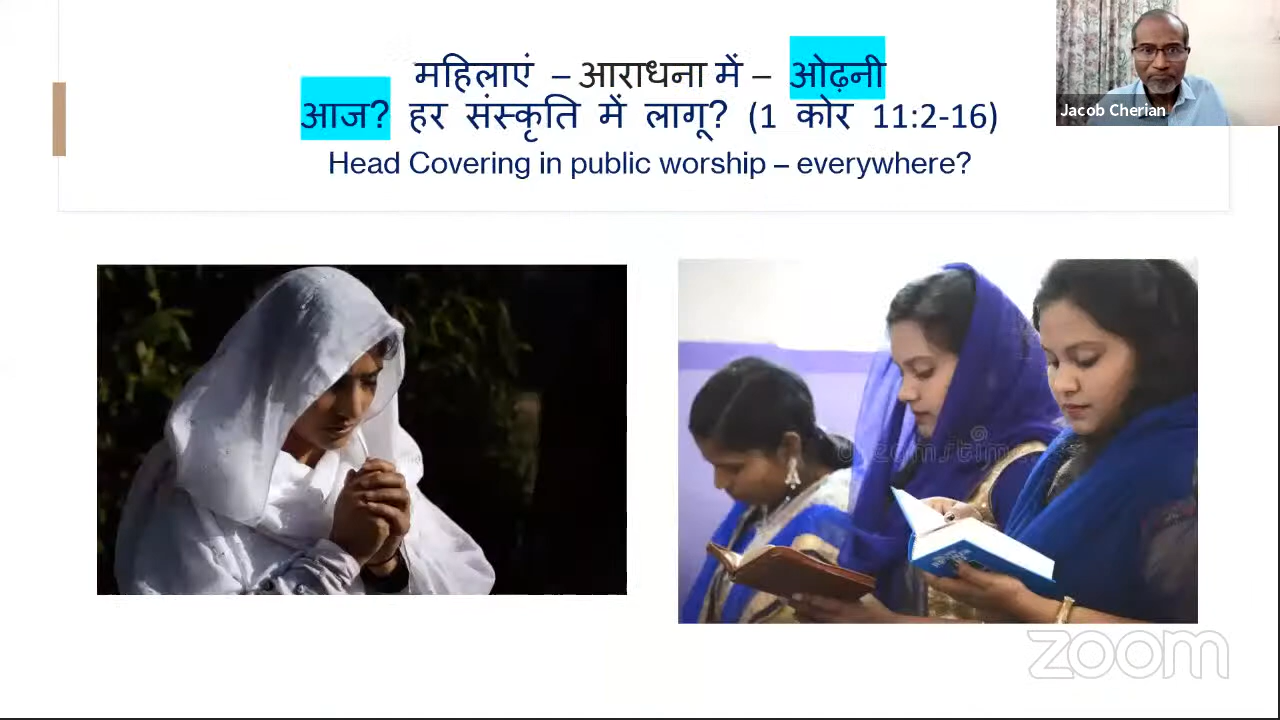 महिलाएं – आराधना में – ओढ़नी
आज? हर संस्कृति में लागू? (1 कोर 11:2-16)
Head Covering in public worship – everywhere?
Jacob Cherian
dreamstime
zoom